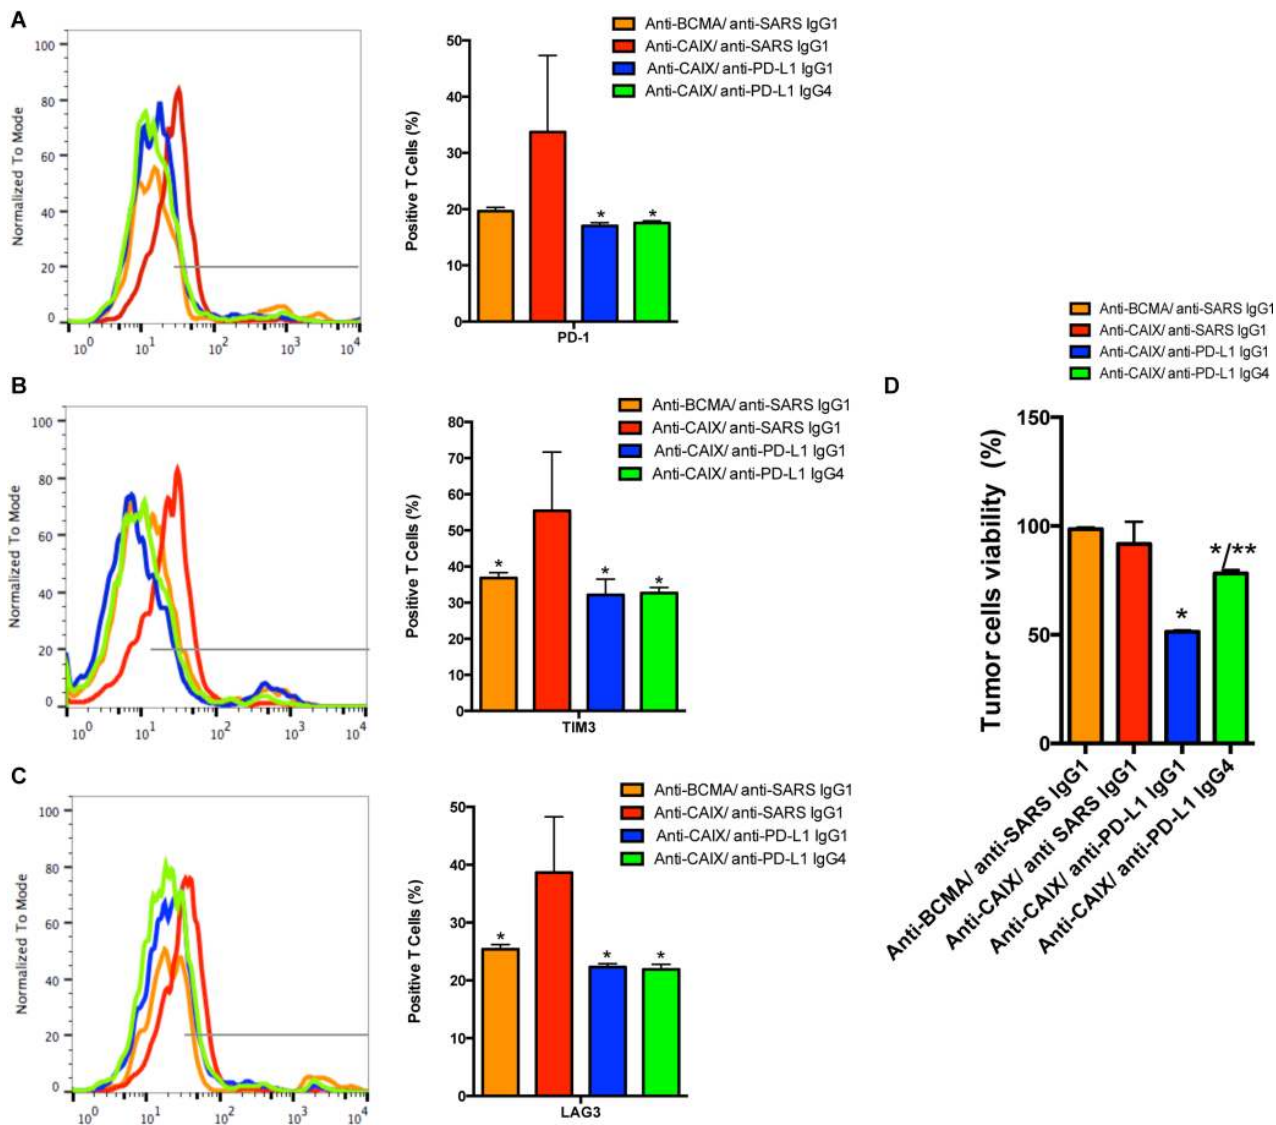 A
Normalized To Mode
100
80
60
40
20
0
10^0 10^1 10^2 10^3 10^4
Positive T Cells (%)
50
40
30
20
10
0
* *
PD-1
Anti-BCMA/ anti-SARS IgG1
Anti-CAIX/ anti-SARS IgG1
Anti-CAIX/ anti-PD-L1 IgG1
Anti-CAIX/ anti-PD-L1 IgG4
B
Normalized To Mode
100
80
60
40
20
0
10^0 10^1 10^2 10^3 10^4
Positive T Cells (%)
80
70
60
50
40
30
20
10
0
* * *
TIM3
Anti-BCMA/ anti-SARS IgG1
Anti-CAIX/ anti-SARS IgG1
Anti-CAIX/ anti-PD-L1 IgG1
Anti-CAIX/ anti-PD-L1 IgG4
C
Normalized To Mode
100
80
60
40
20
0
10^0 10^1 10^2 10^3 10^4
Positive T Cells (%)
50
40
30
20
10
0
* * *
LAG3
Anti-BCMA/ anti-SARS IgG1
Anti-CAIX/ anti-SARS IgG1
Anti-CAIX/ anti-PD-L1 IgG1
Anti-CAIX/ anti-PD-L1 IgG4
D
Anti-BCMA/ anti-SARS IgG1
Anti-CAIX/ anti-SARS IgG1
Anti-CAIX/ anti-PD-L1 IgG1
Anti-CAIX/ anti-PD-L1 IgG4
Tumor cells viability (%)
150
100
50
0
*
*/**
Anti-BCMA/ anti-SARS IgG1
Anti-CAIX/ anti SARS IgG1
Anti-CAIX/ anti-PD-L1 IgG1
Anti-CAIX/ anti-PD-L1 IgG4